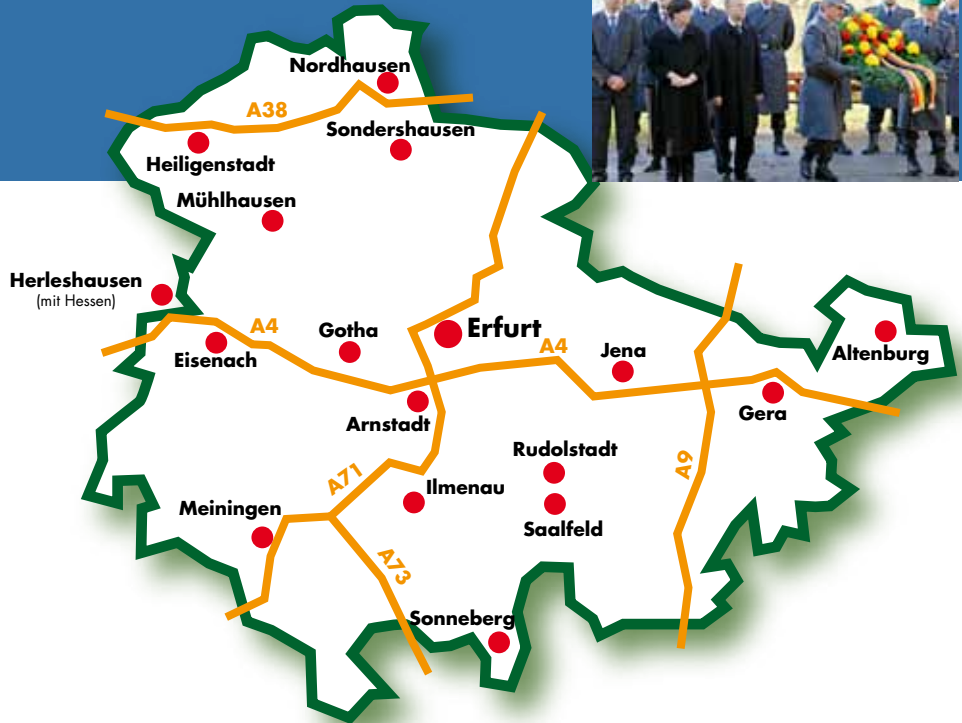 Nordhausen
A38
Sondershausen
Heiligenstadt
Mühlhausen
Herleshausen
(mit Hessen)
A4
Gotha
Erfurt
Eisenach
A4
Jena
Altenburg
Arnstadt
Gera
Rudolstadt
A9
A71
Ilmenau
Meiningen
Saalfeld
A73
Sonneberg